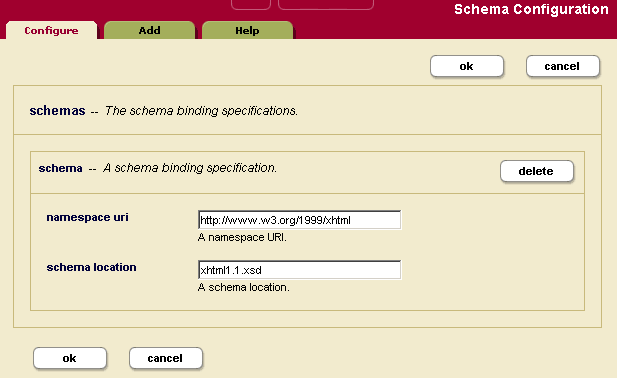 Schema Configuration
Configure Add Help
ok cancel
schemas -- The schema binding specifications.
schema -- A schema binding specification. delete
namespace uri http://www.w3.org/1999/xhtml
A namespace URI.
schema location xhtml1.1.xsd
A schema location.
ok cancel